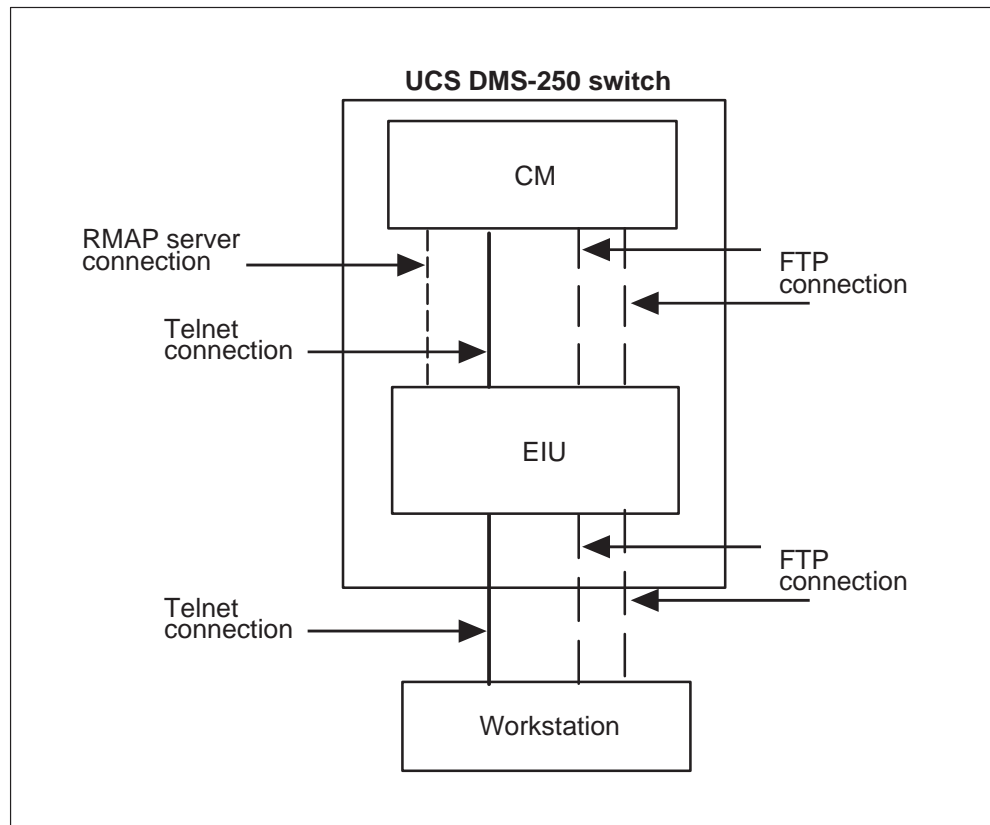 UCS DMS-250 switch
CM
RMAP server
connection
FTP
connection
Telnet
connection
EIU
FTP
connection
Telnet
connection
Workstation